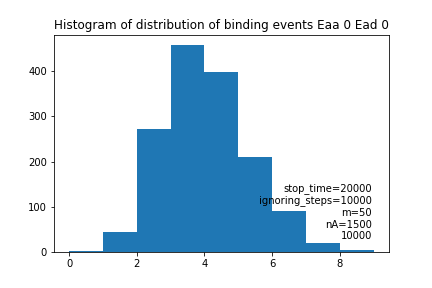 Histogram of distribution of binding events Eaa 0 Ead 0
400
300
200
100
0
stop_time=20000
ignoring_steps=10000
m=50
nA=1500
10000
0 2 4 6 8